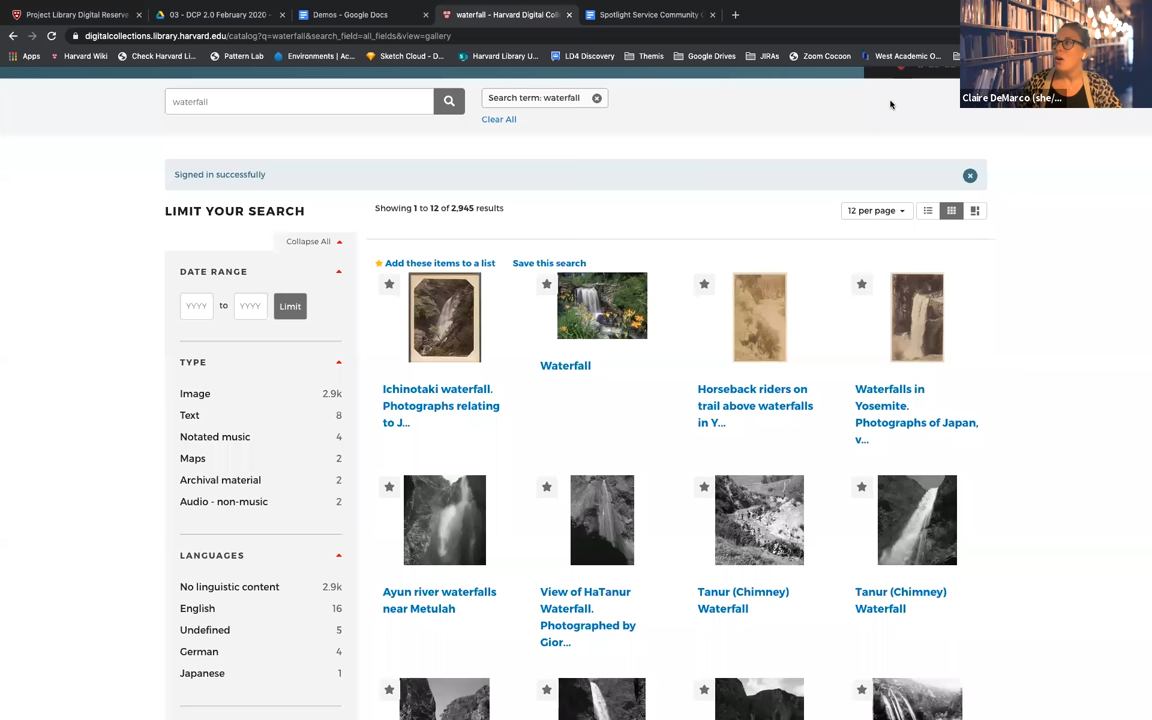 Project Library Digital Reserve
03 - DCP 2.0 February 2020 -
Demos - Google Docs
waterfall - Harvard Digital Coll
Spotlight Service Community
digitalcollections.library.harvard.edu/catalog?q=waterfall&search_field=all_fields&view=gallery
Apps
Harvard Wiki
Check Harvard Li...
Pattern Lab
Environments | Ac...
Sketch Cloud - D...
Harvard Library U...
LD4 Discovery
Themis
Google Drives
JIRAs
Zoom Cocoon
West Academic O...
Claire DeMarco (she/...
waterfall
Search term: waterfall
Clear All
Signed in successfully
LIMIT YOUR SEARCH
Showing 1 to 12 of 2,945 results
12 per page
Collapse All
Add these items to a list
Save this search
DATE RANGE
YYYY to YYYY Limit
TYPE
Image 2.9k
Text 8
Notated music 4
Maps 2
Archival material 2
Audio - non-music 2
LANGUAGES
No linguistic content 2.9k
English 16
Undefined 5
German 4
Japanese 1
Ichinotaki waterfall.
Photographs relating
to J...
Waterfall
Horseback riders on
trail above waterfalls
in Y...
Waterfalls in
Yosemite.
Photographs of Japan,
v...
Ayun river waterfalls
near Metulah
View of HaTanur
Waterfall.
Photographed by
Gior...
Tanur (Chimney)
Waterfall
Tanur (Chimney)
Waterfall